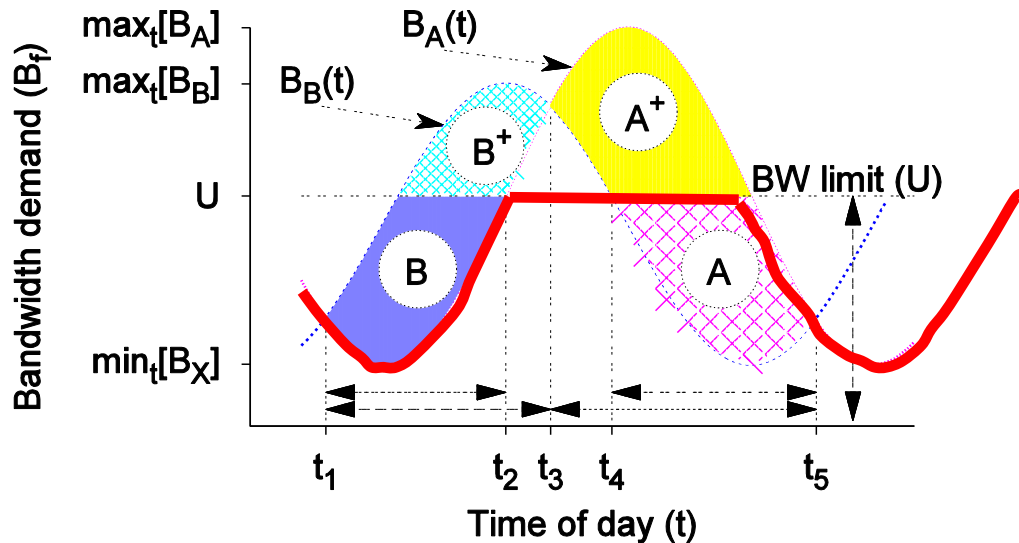 Bandwidth demand (B_f)
max_t[B_A]
max_t[B_B]
U
min_t[B_X]
B_A(t)
B_B(t)
B^+
A^+
BW limit (U)
B
A
t_1
t_2
t_3
t_4
t_5
Time of day (t)